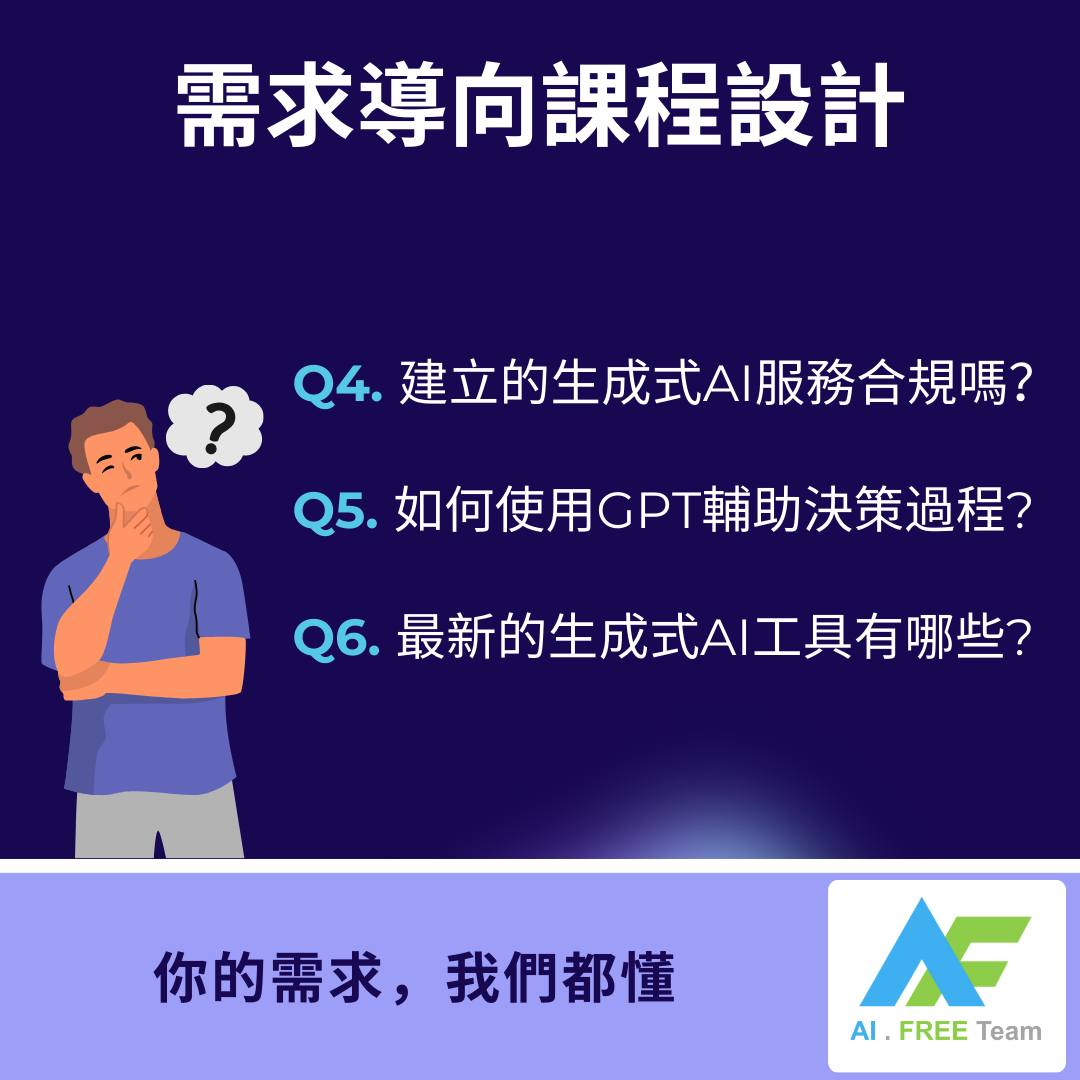 需求導向課程設計
?
Q4. 建立的生成式AI服務合規嗎?
Q5. 如何使用GPT輔助決策過程?
Q6. 最新的生成式AI工具有哪些?
你的需求，我們都懂
AI . FREE Team